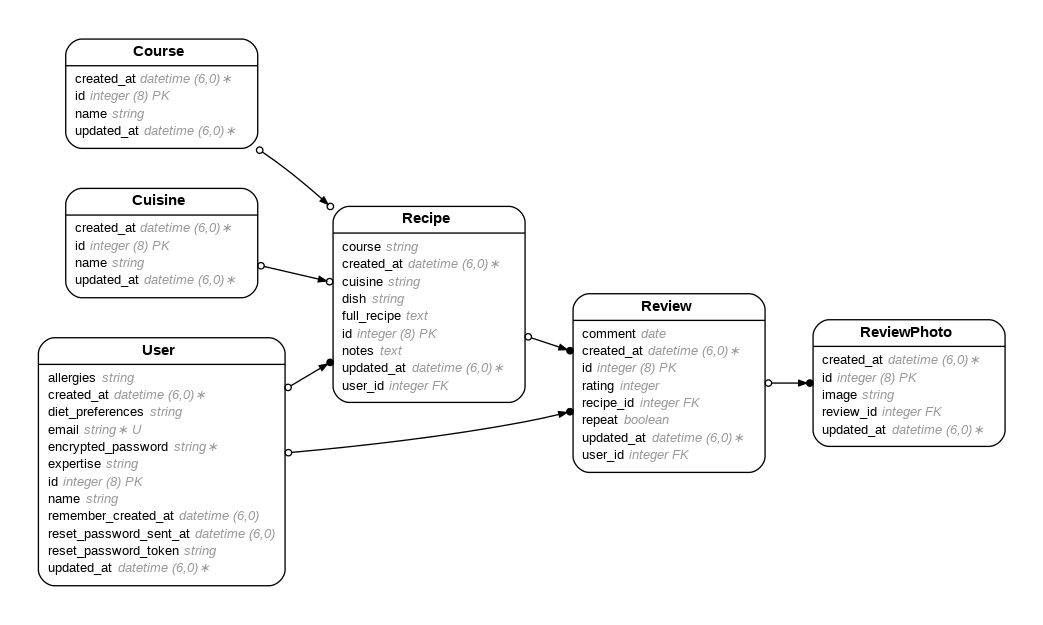 Course
created_at datetime (6,0)∗
id integer (8) PK
name string
updated_at datetime (6,0)∗
Cuisine
created_at datetime (6,0)∗
id integer (8) PK
name string
updated_at datetime (6,0)∗
User
allergies string
created_at datetime (6,0)∗
diet_preferences string
email string∗ U
encrypted_password string∗
expertise string
id integer (8) PK
name string
remember_created_at datetime (6,0)
reset_password_sent_at datetime (6,0)
reset_password_token string
updated_at datetime (6,0)∗
Recipe
course string
created_at datetime (6,0)∗
cuisine string
dish string
full_recipe text
id integer (8) PK
notes text
updated_at datetime (6,0)∗
user_id integer FK
Review
comment date
created_at datetime (6,0)∗
id integer (8) PK
rating integer
recipe_id integer FK
repeat boolean
updated_at datetime (6,0)∗
user_id integer FK
ReviewPhoto
created_at datetime (6,0)∗
id integer (8) PK
image string
review_id integer FK
updated_at datetime (6,0)∗